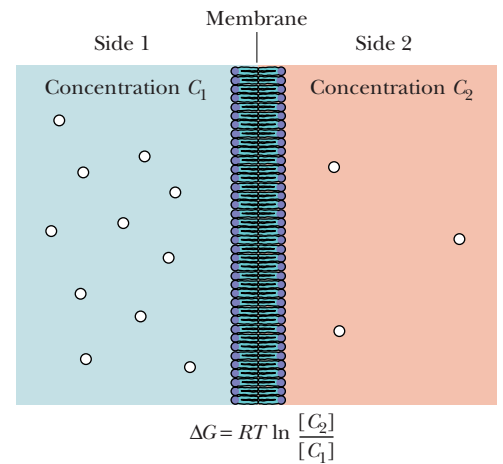 Membrane
Side 1
Side 2
Concentration C₁
Concentration C₂
ΔG = RT ln [C₂]/[C₁]